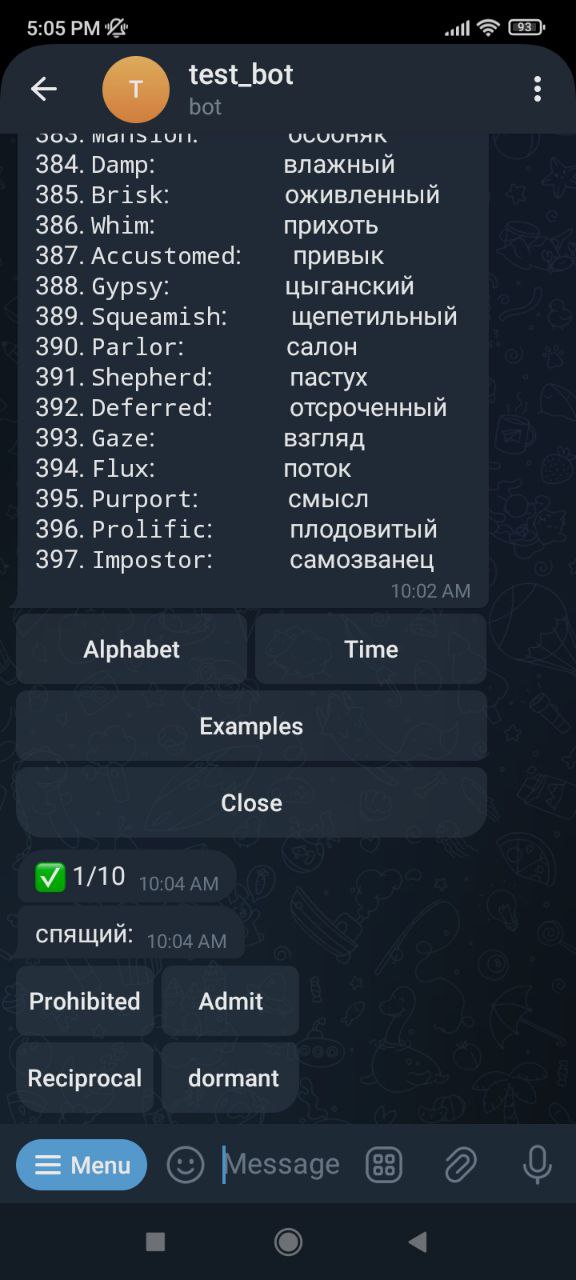 5:05 PM
93
T
test_bot
bot
383. Mansion: особняк
384. Damp: влажный
385. Brisk: оживленный
386. Whim: прихоть
387. Accustomed: привык
388. Gypsy: цыганский
389. Squeamish: щепетильный
390. Parlor: салон
391. Shepherd: пастух
392. Deferred: отсроченный
393. Gaze: взгляд
394. Flux: поток
395. Purport: смысл
396. Prolific: плодовитый
397. Impostor: самозванец
10:02 AM
Alphabet Time
Examples
Close
✅ 1/10 10:04 AM
спящий: 10:04 AM
Prohibited Admit
Reciprocal dormant
Menu Message